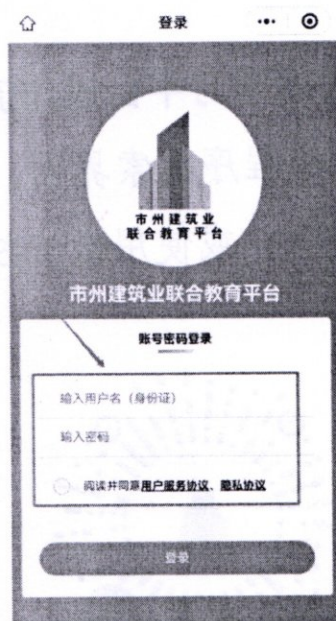 登录
市州建筑业
联合教育平台
市州建筑业联合教育平台
账号密码登录
输入用户名（身份证）
输入密码
阅读并同意用户服务协议、隐私协议
登录